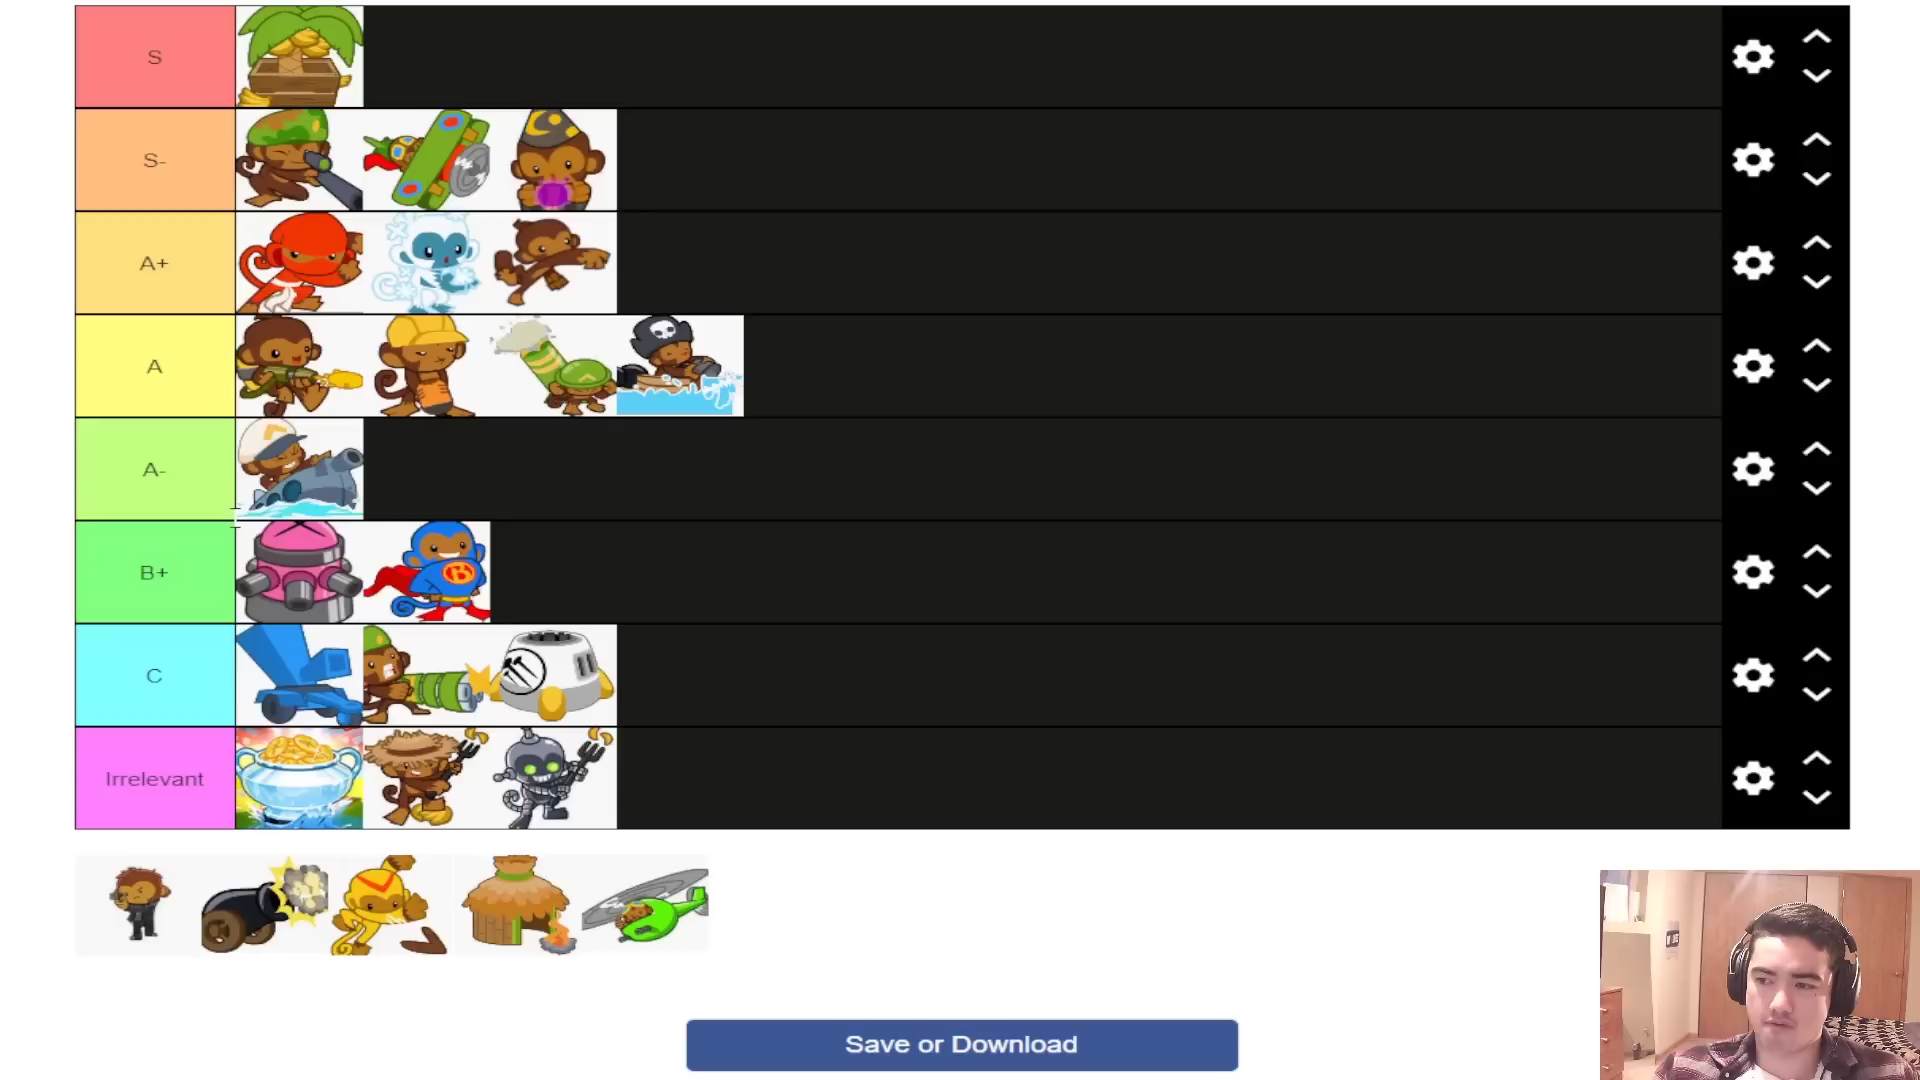 S
S-
A+
A
A-
B+
B
C
Irrelevant
Save or Download